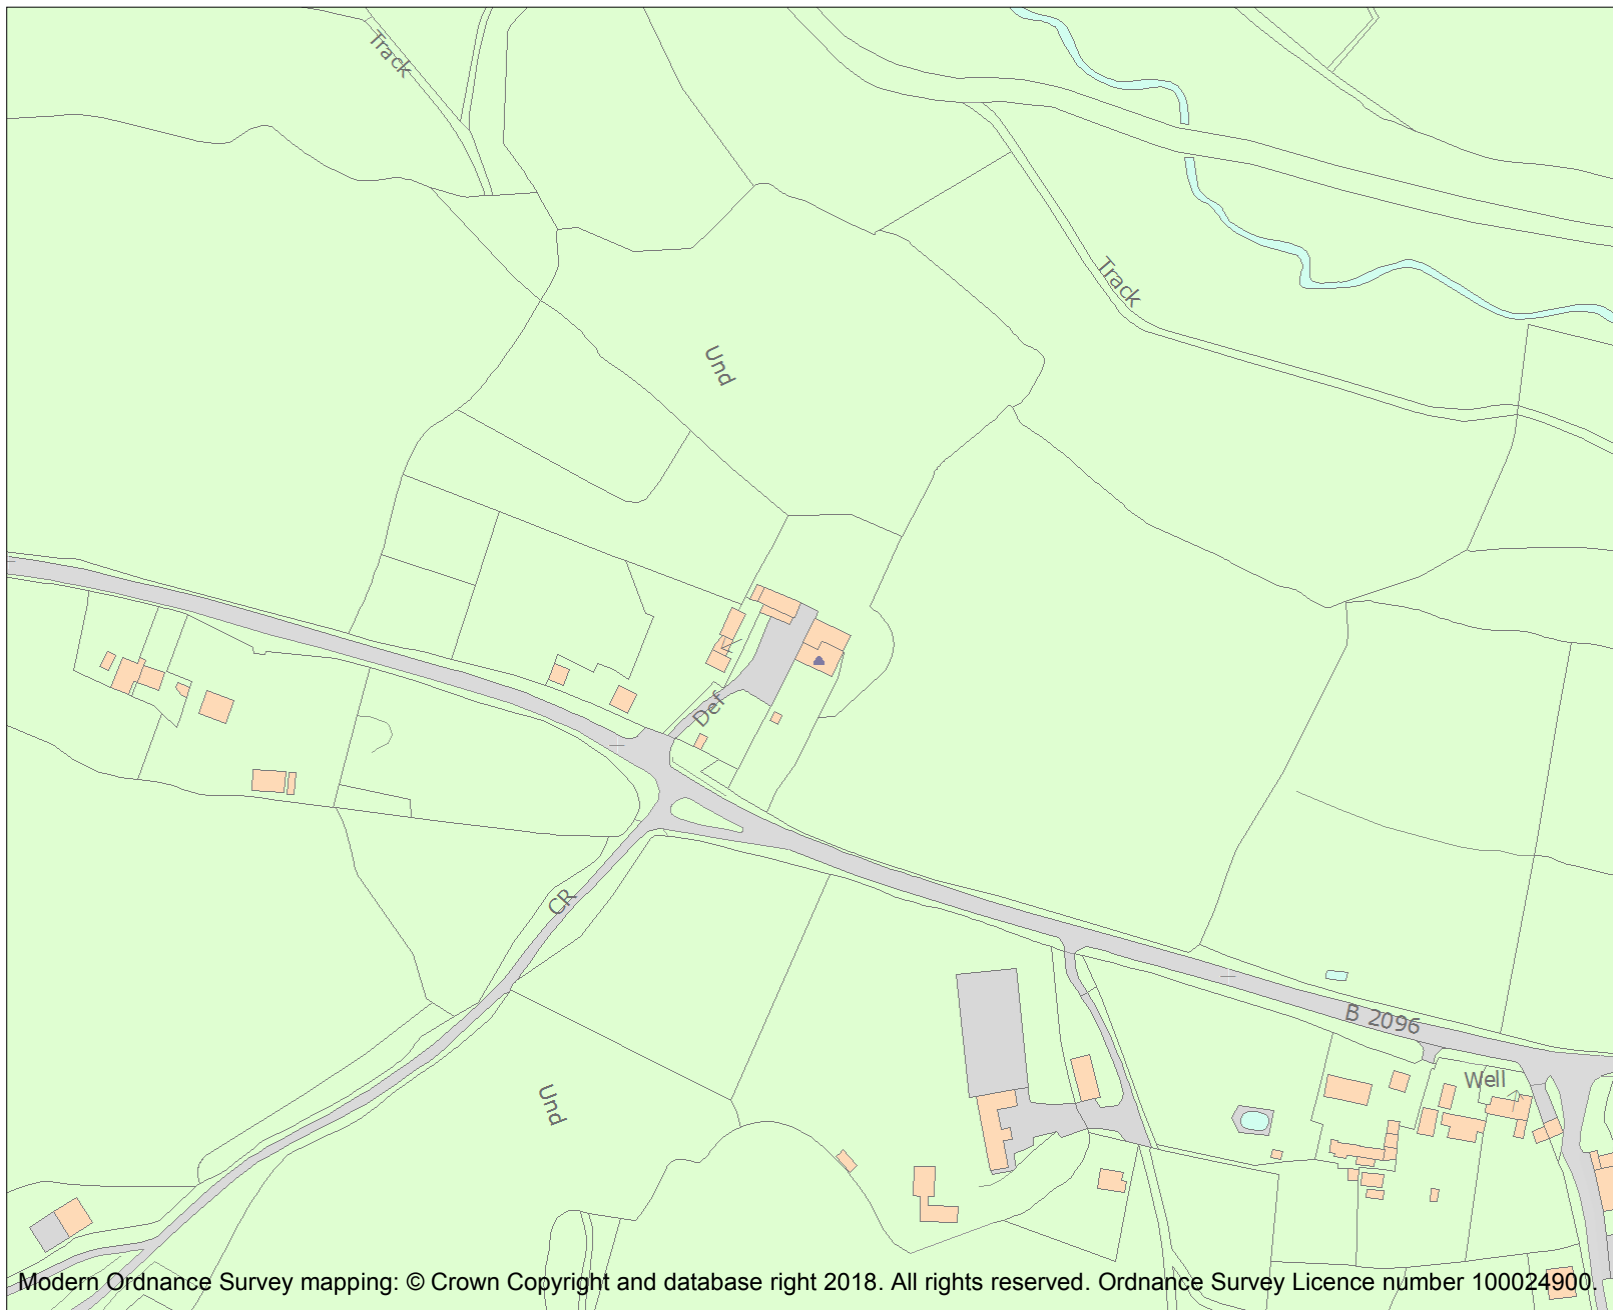 Track
Track
Und
Def
CR
B 2096
Well
Und
Modern Ordnance Survey mapping: © Crown Copyright and database right 2018. All rights reserved. Ordnance Survey Licence number 100024900.